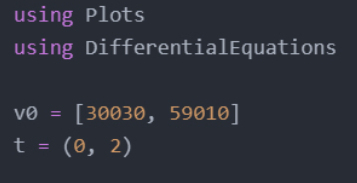 using Plots
using DifferentialEquations
v0 = [30030, 59010]
t = (0, 2)